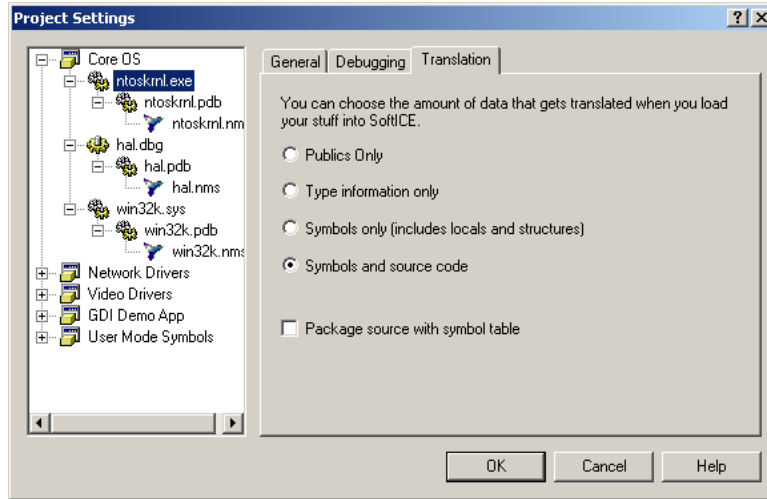 Project Settings
Core OS
ntoskrnl.exe
ntoskrnl.pdb
ntoskrnl.nm
hal.dbg
hal.pdb
hal.nms
win32k.sys
win32k.pdb
win32k.nms
Network Drivers
Video Drivers
GDI Demo App
User Mode Symbols
General
Debugging
Translation
You can choose the amount of data that gets translated when you load
your stuff into SoftICE.
Publics Only
Type information only
Symbols only (includes locals and structures)
Symbols and source code
Package source with symbol table
OK
Cancel
Help